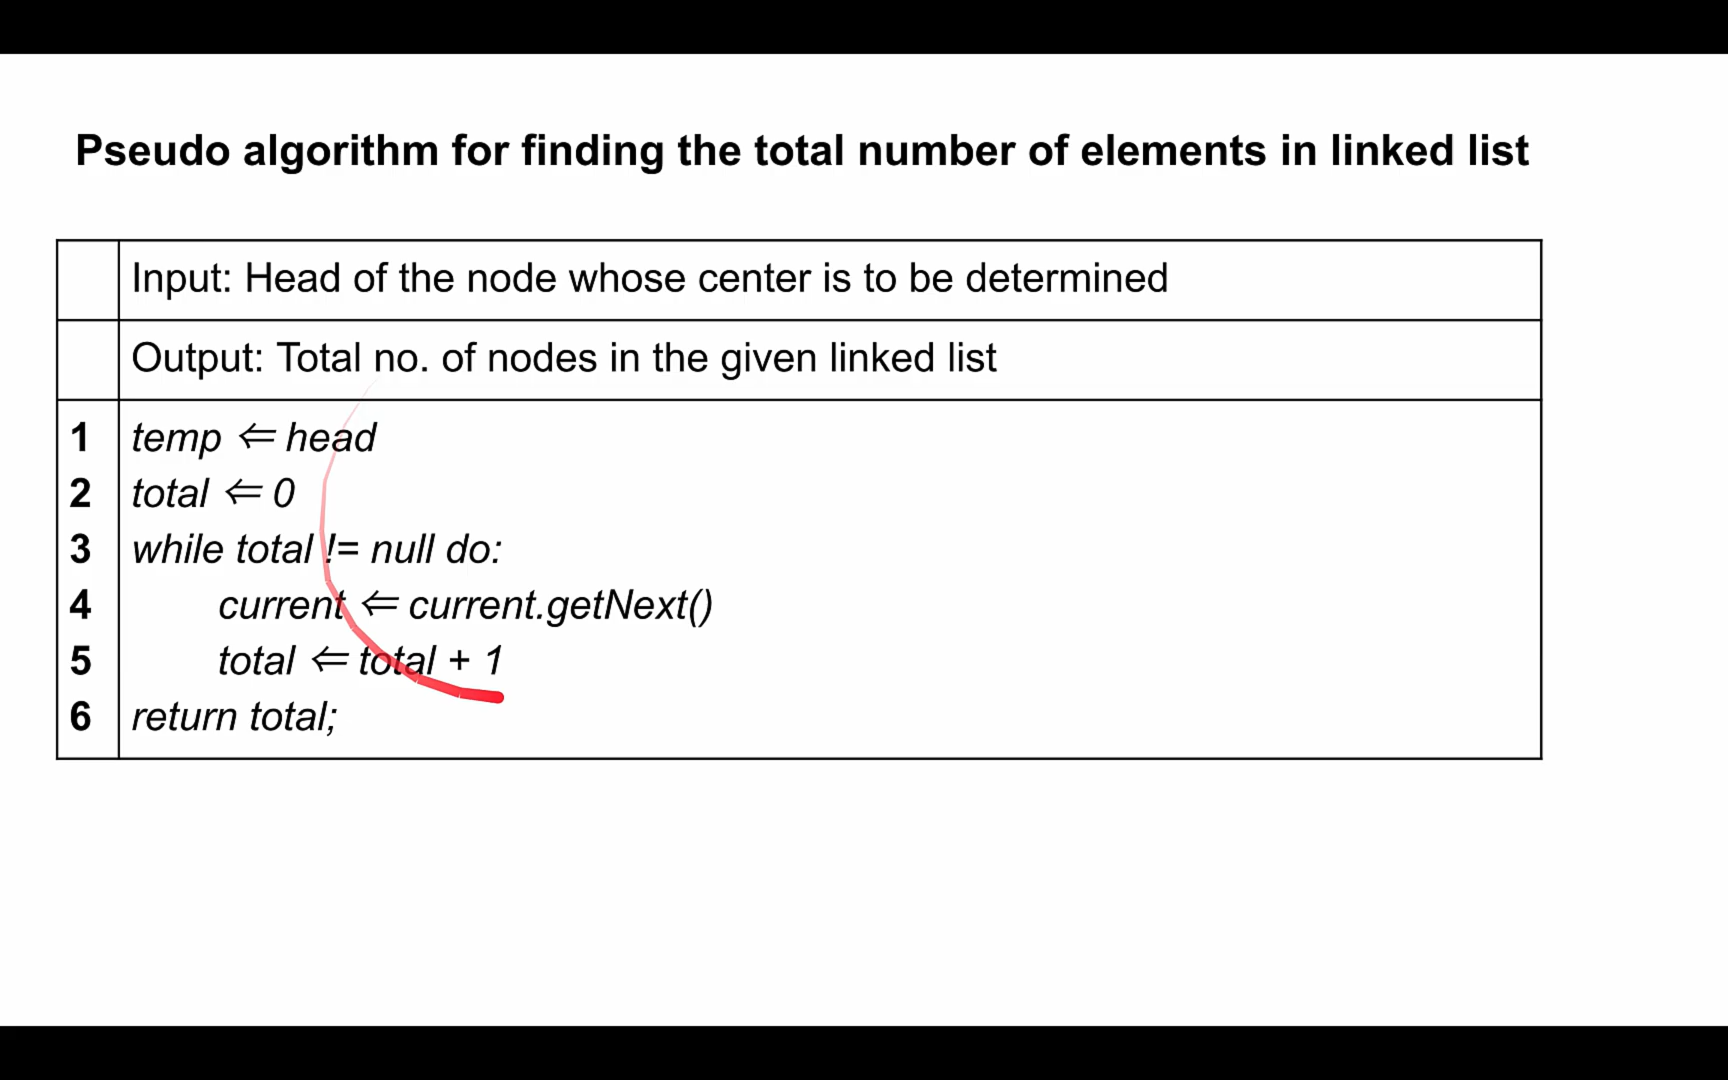 Pseudo algorithm for finding the total number of elements in linked list
Input: Head of the node whose center is to be determined
Output: Total no. of nodes in the given linked list
1 temp ⇐ head
2 total ⇐ 0
3 while total != null do:
4 current ⇐ current.getNext()
5 total ⇐ total + 1
6 return total;